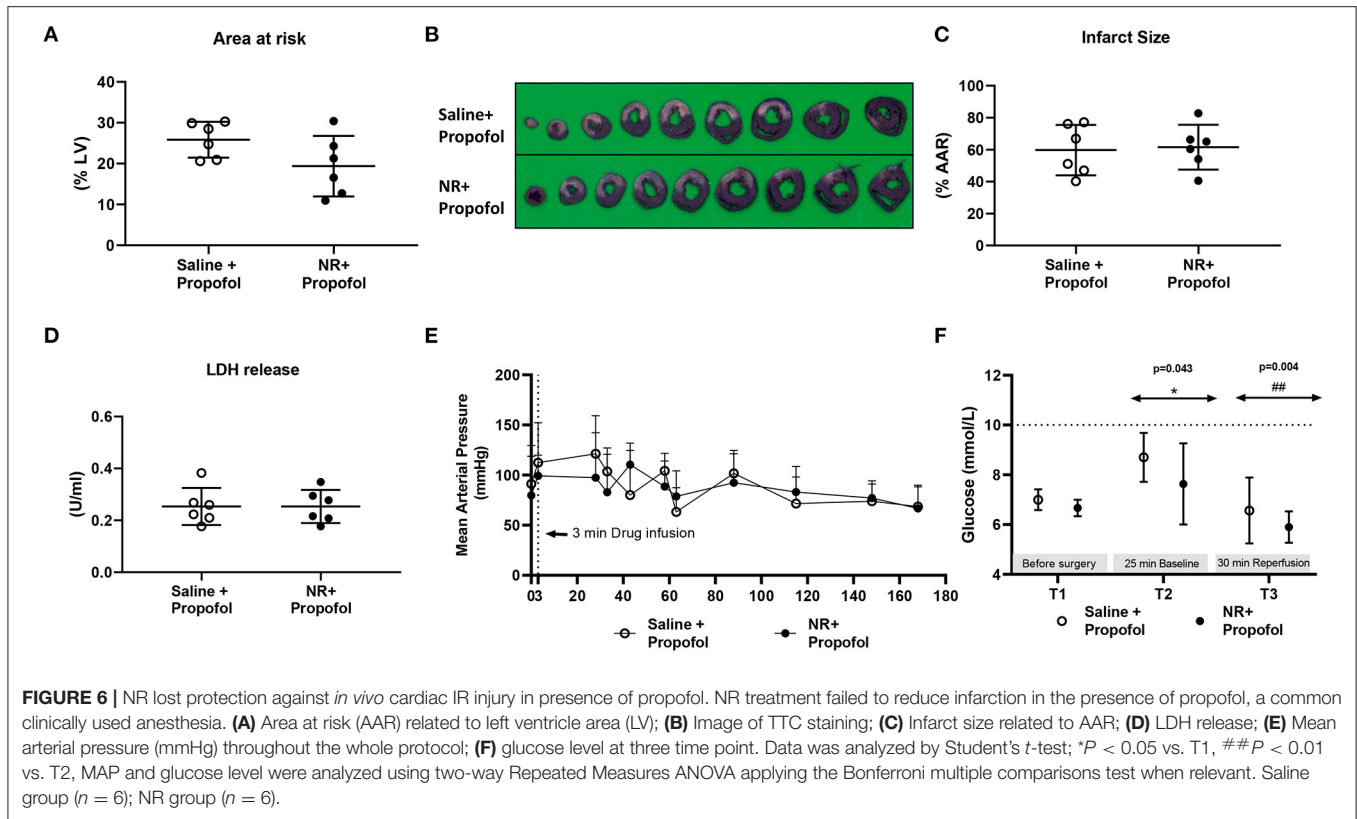 A
Area at risk
(% LV)
40
30
20
10
0
Saline +
Propofol
NR+
Propofol
B
Saline+
Propofol
NR+
Propofol
C
Infarct Size
(% AAR)
100
80
60
40
20
0
Saline +
Propofol
NR+
Propofol
D
LDH release
(UU/ml)
0.6
0.4
0.2
0.0
Saline +
Propofol
NR+
Propofol
E
Mean Arterial Pressure
(mmHg)
200
150
100
50
0
3 min Drug infusion
03 20 40 60 80 100 120 140 160 180
Saline +
Propofol
NR+
Propofol
F
Glucose (mmol/L)
12
10
8
6
4
p=0.043
*
p=0.004
##
Before surgery 25 min Baseline 30 min Reperfusion
T1 T2 T3
Saline +
Propofol
NR+
Propofol
FIGURE 6 | NR lost protection against in vivo cardiac IR injury in presence of propofol. NR treatment failed to reduce infarction in the presence of propofol, a common
clinically used anesthesia. (A) Area at risk (AAR) related to left ventricle area (LV); (B) Image of TTC staining; (C) Infarct size related to AAR; (D) LDH release; (E) Mean
arterial pressure (mmHg) throughout the whole protocol; (F) glucose level at three time point. Data was analyzed by Student's t-test; *P < 0.05 vs. T1, ##P < 0.01
vs. T2, MAP and glucose level were analyzed using two-way Repeated Measures ANOVA applying the Bonferroni multiple comparisons test when relevant. Saline
group (n = 6); NR group (n = 6).